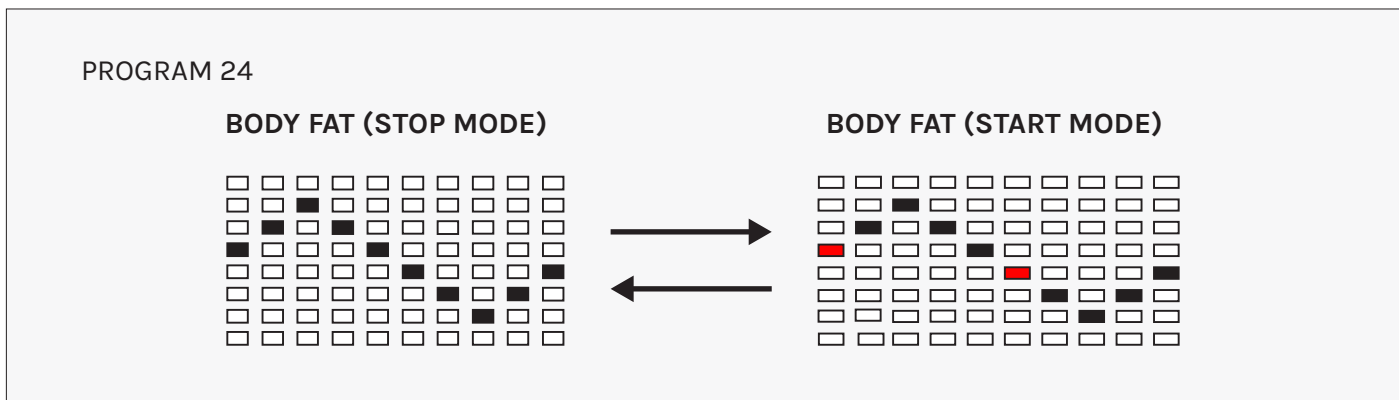 PROGRAM 24
BODY FAT (STOP MODE)
BODY FAT (START MODE)